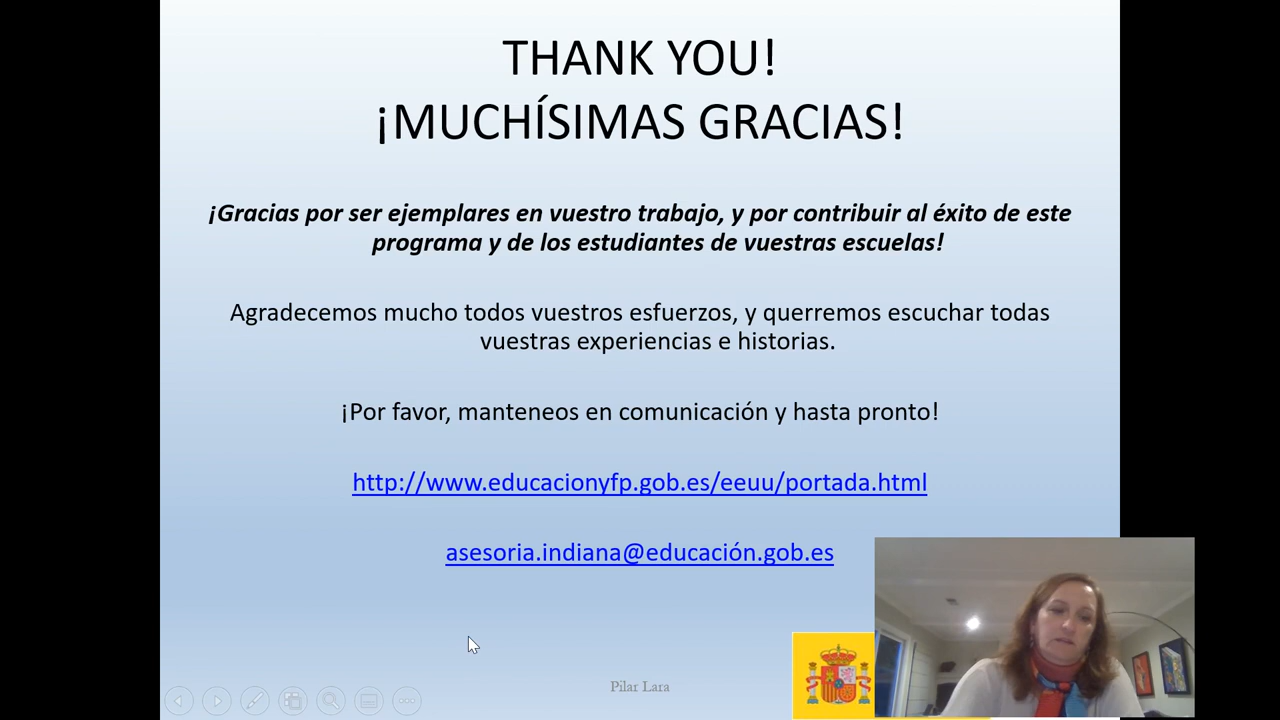 THANK YOU!
¡MUCHÍSIMAS GRACIAS!
¡Gracias por ser ejemplares en vuestro trabajo, y por contribuir al éxito de este
programa y de los estudiantes de vuestras escuelas!
Agradecemos mucho todos vuestros esfuerzos, y querremos escuchar todas
vuestras experiencias e historias.
¡Por favor, manteneos en comunicación y hasta pronto!
http://www.educacionyfp.gob.es/eeuu/portada.html
asesoria.indiana@educación.gob.es
Pilar Lara